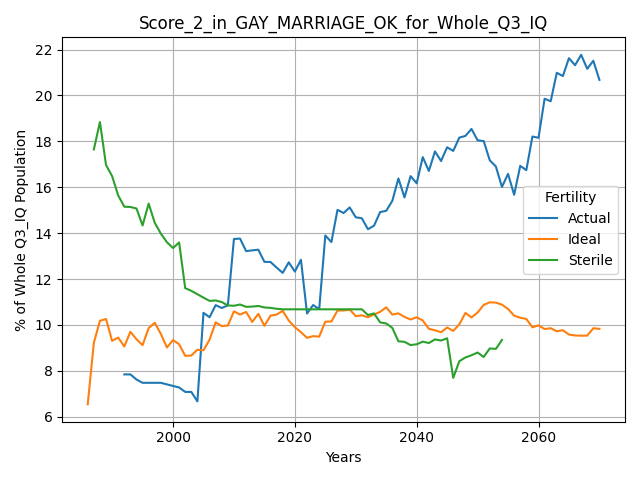 Score_2_in_GAY_MARRIAGE_OK_for_Whole_Q3_IQ
% of Whole Q3_IQ Population
22
20
18
16
14
12
10
8
6
Fertility
Actual
Ideal
Sterile
2000 2020 2040 2060
Years